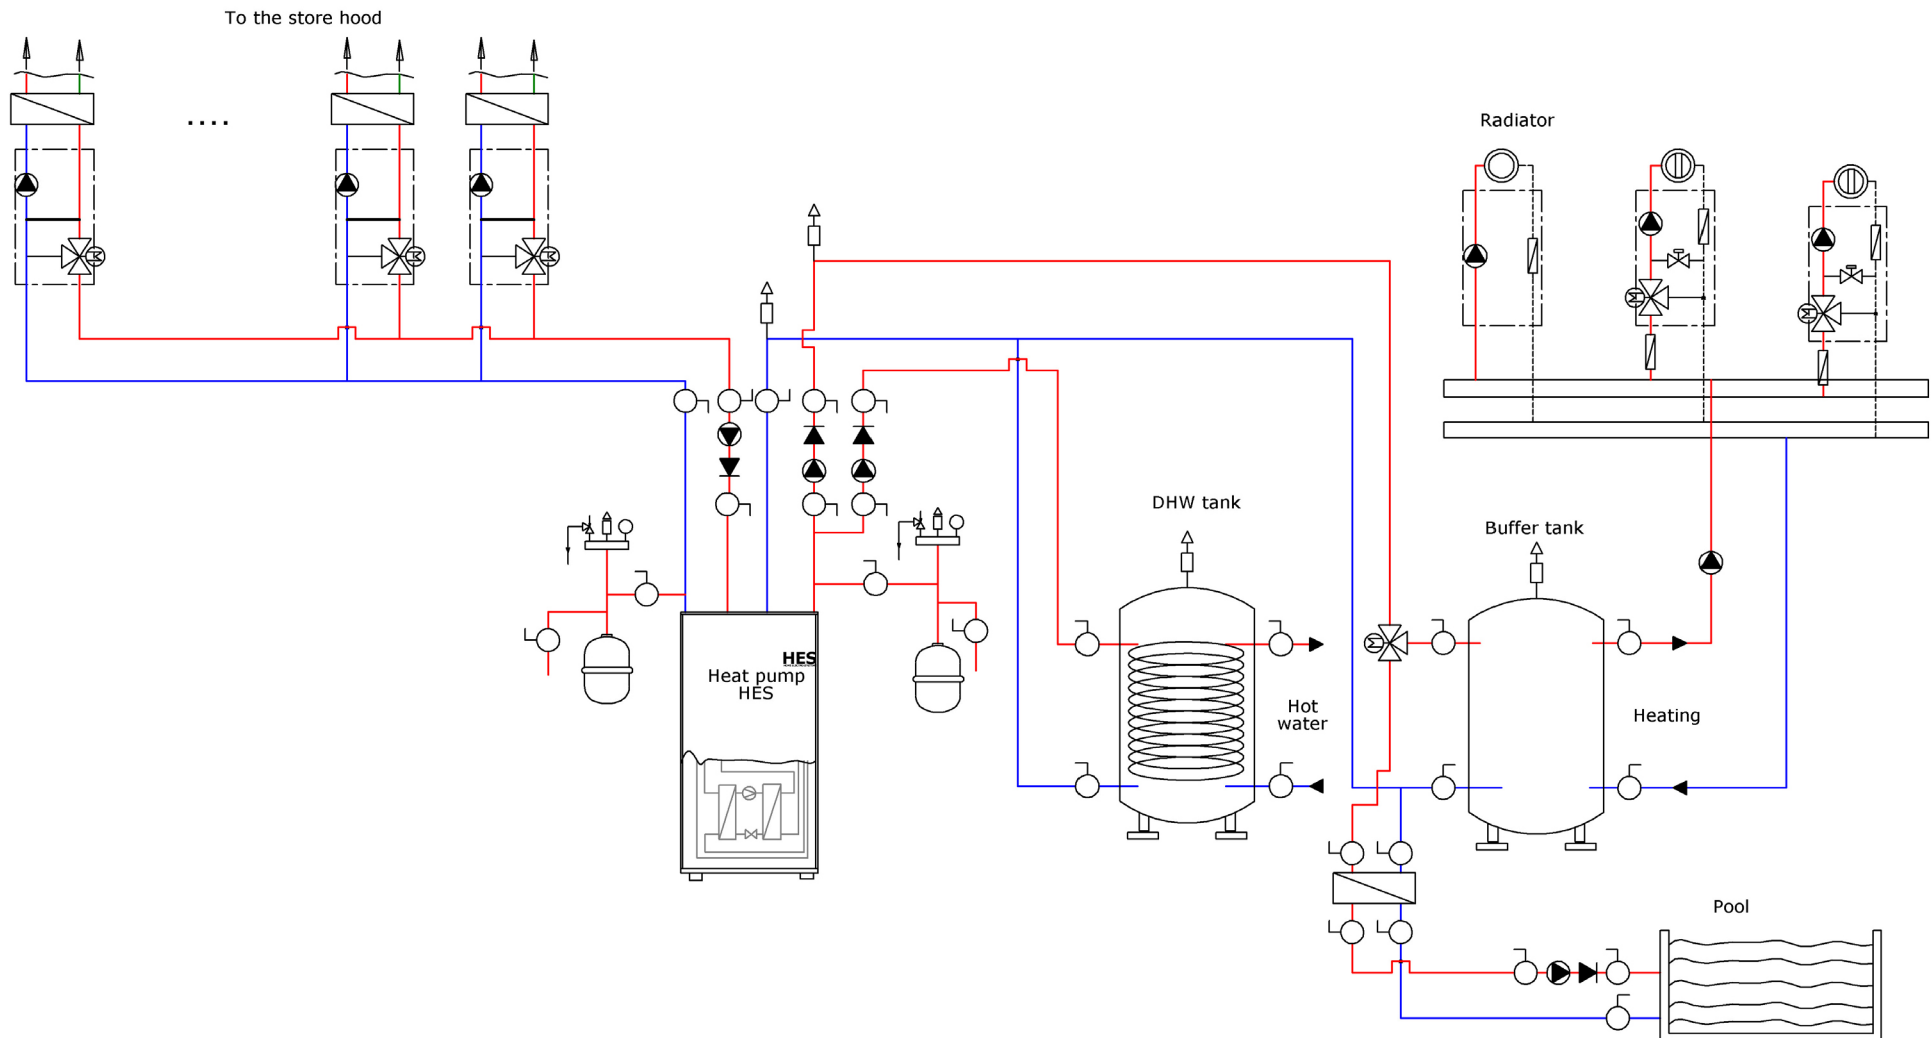 To the store hood
....
Radiator
DHW tank
Buffer tank
HES
Heat pump
HES
Hot
water
Heating
Pool